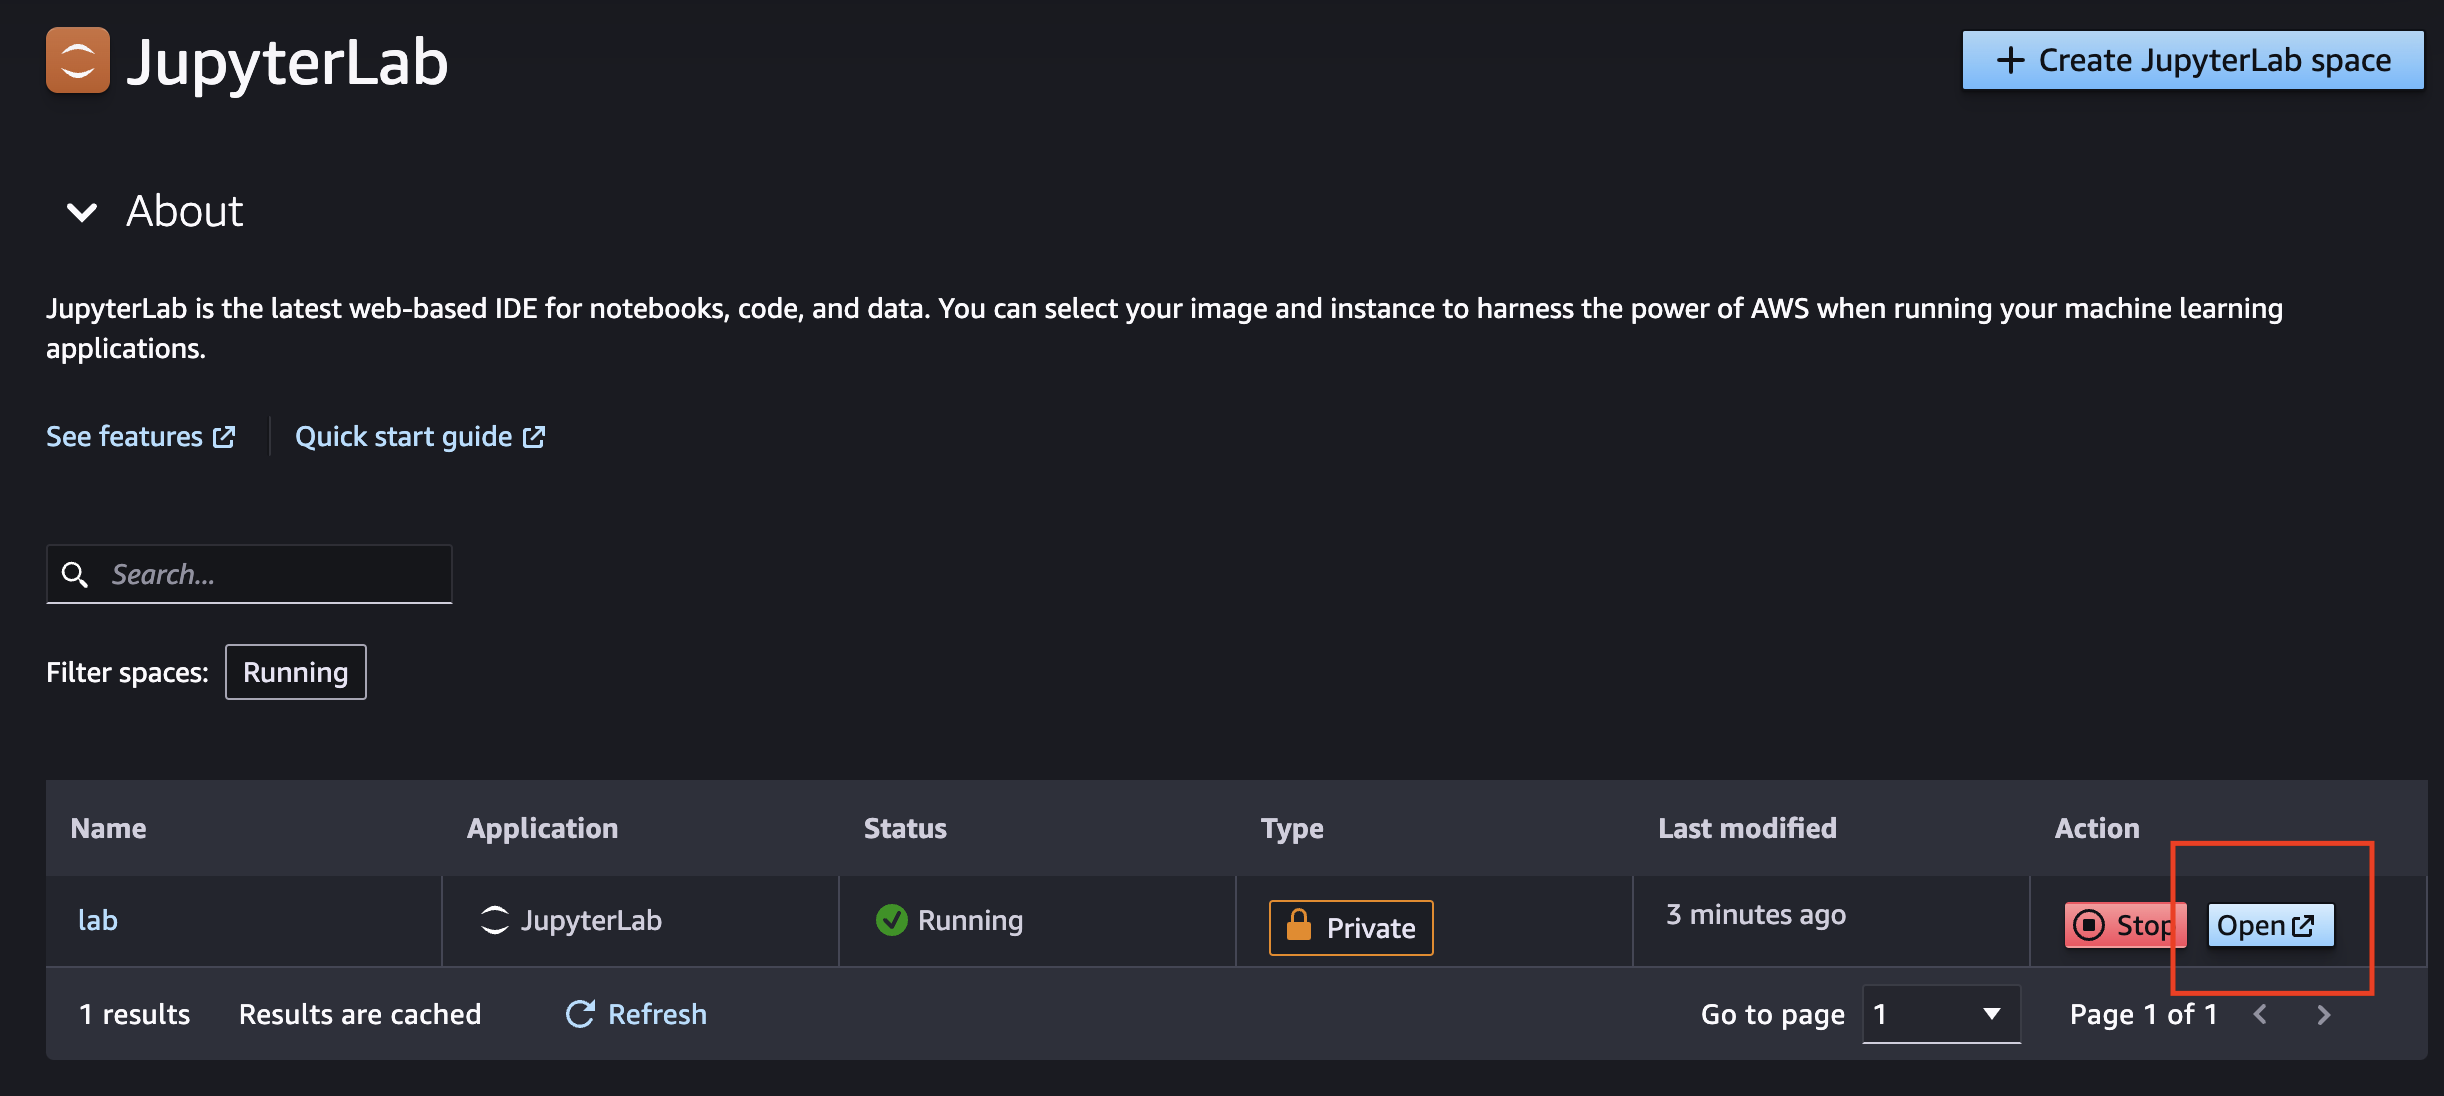 JupyterLab
+ Create JupyterLab space
About
JupyterLab is the latest web-based IDE for notebooks, code, and data. You can select your image and instance to harness the power of AWS when running your machine learning
applications.
See features
Quick start guide
Search...
Filter spaces: Running
Name Application Status Type Last modified Action
lab JupyterLab Running Private 3 minutes ago Stop Open
1 results Results are cached Refresh Go to page 1 Page 1 of 1